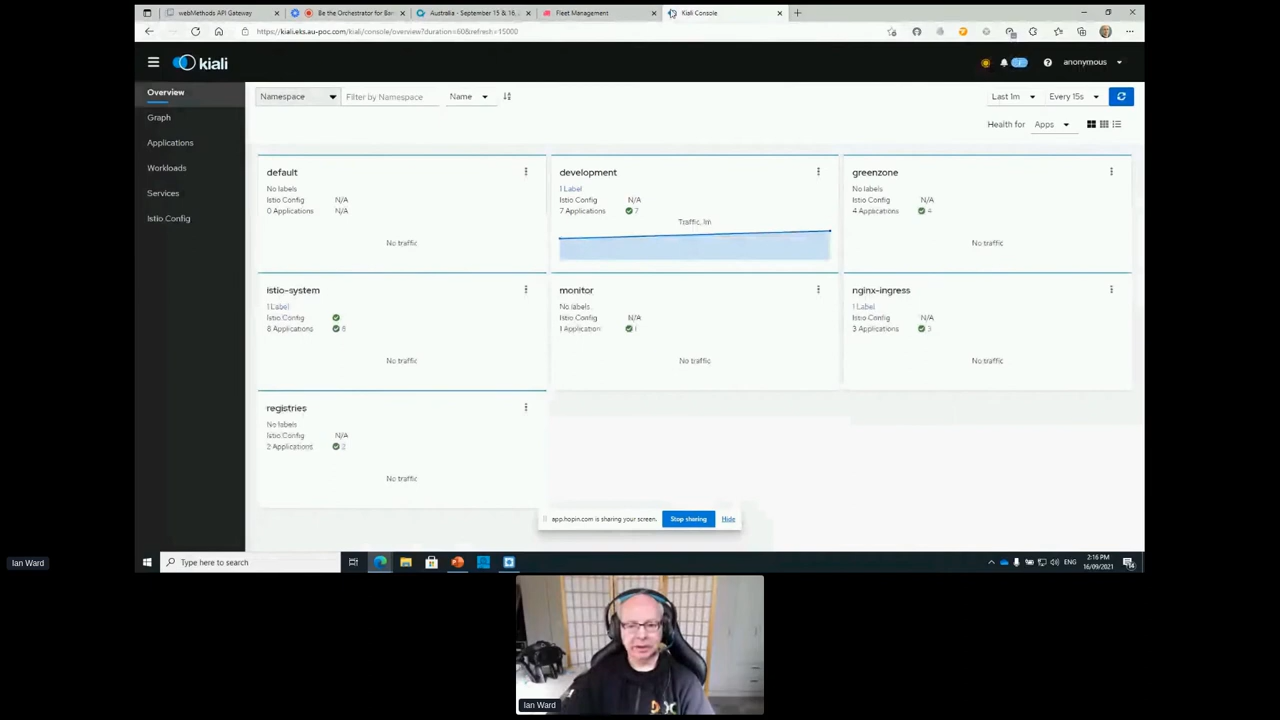 webMethods API Gateway
Be the Orchestrator for Ber
Australia - September 15 & 16,
Fleet Management
Kiali Console
https://kiali.eks.au-poc.com/kiali/console/overview?duration=60&refresh=15000
kiali
anonymous
Overview
Graph
Applications
Workloads
Services
Istio Config
Namespace
Filter by Namespace
Name
Last 1m
Every 15s
Health for
Apps
default
No labels
Istio Config N/A
0 Applications N/A
No traffic
development
1 Label
Istio Config N/A
7 Applications 7
Traffic, 1m
greenzone
No labels
Istio Config N/A
4 Applications 4
No traffic
istio-system
1 Label
Istio Config
8 Applications 8
No traffic
monitor
No labels
Istio Config N/A
1 Application 1
No traffic
nginx-ingress
1 Label
Istio Config N/A
3 Applications 3
No traffic
registries
No labels
Istio Config N/A
2 Applications 2
No traffic
app.hopin.com is sharing your screen.
Stop sharing
Hide
Ian Ward
Type here to search
ENG
2:16 PM
16/09/2021
Ian Ward